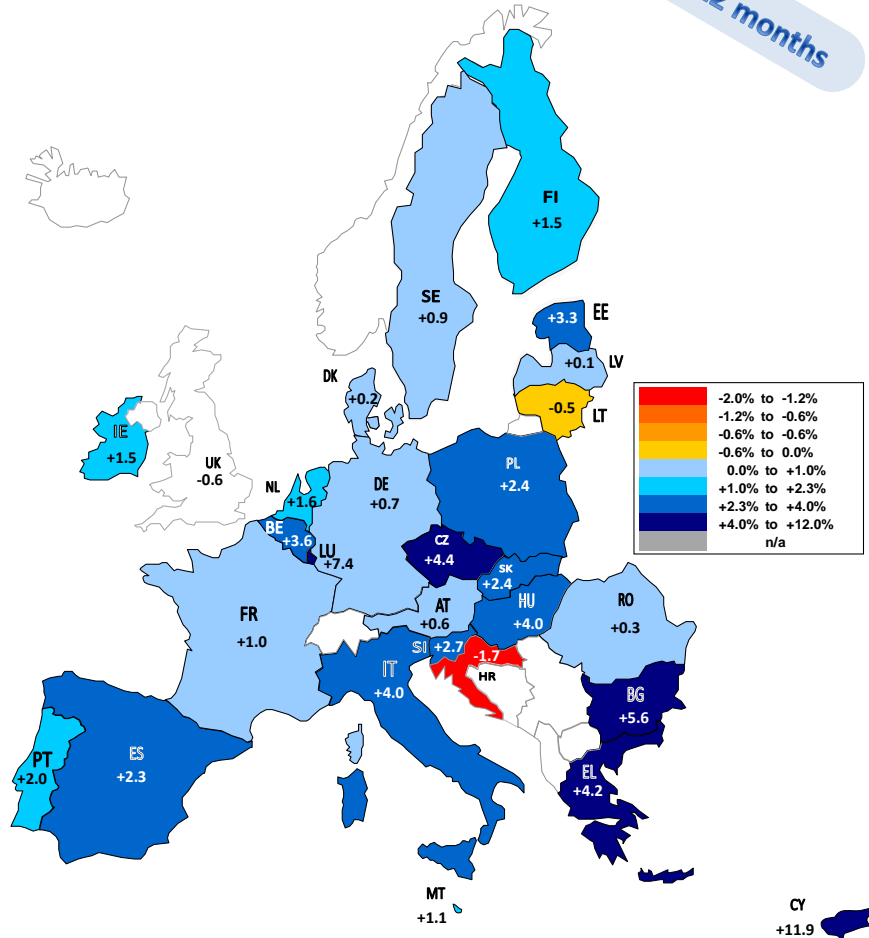 months
FI
+1.5
SE
+0.9
EE
+3.3
+0.1
LV
DK
+0.2
-0.5
LT
-2.0% to -1.2%
-1.2% to -0.6%
-0.6% to -0.6%
-0.6% to 0.0%
0.0% to +1.0%
+1.0% to +2.3%
+2.3% to +4.0%
+4.0% to +12.0%
n/a
IE
+1.5
UK
-0.6
NL
+1.6
DE
+0.7
PL
+2.4
BE
+3.6
LU
+7.4
CZ
+4.4
SK
+2.4
FR
+1.0
AT
+0.6
HU
+4.0
RO
+0.3
SI
+2.7
-1.7
HR
IT
+4.0
BG
+5.6
PT
+2.0
ES
+2.3
EL
+4.2
MT
+1.1
CY
+11.9